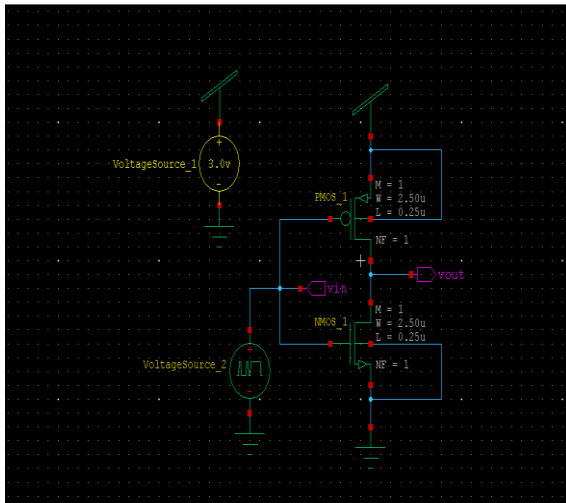 VoltageSource_1
3.0v
PMOS_1
M = 1
W = 2.50u
L = 0.25u
NF = 1
vin
vout
NMOS_1
M = 1
W = 2.50u
L = 0.25u
NF = 1
VoltageSource_2